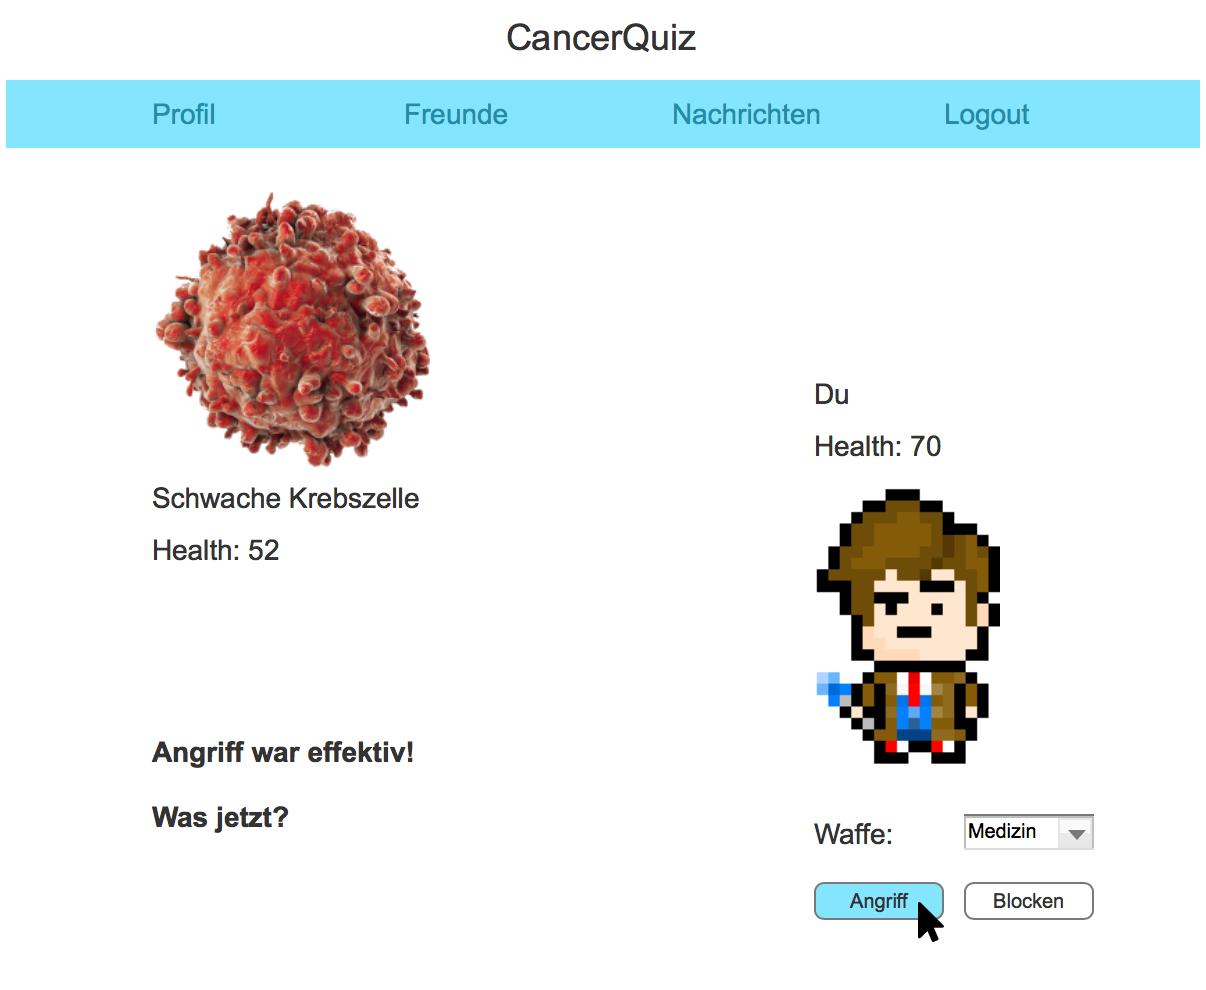 CancerQuiz
Profil Freunde Nachrichten Logout
Schwache Krebszelle
Health: 52
Du
Health: 70
Angriff war effektiv!
Was jetzt?
Waffe: Medizin
Angriff Blocken